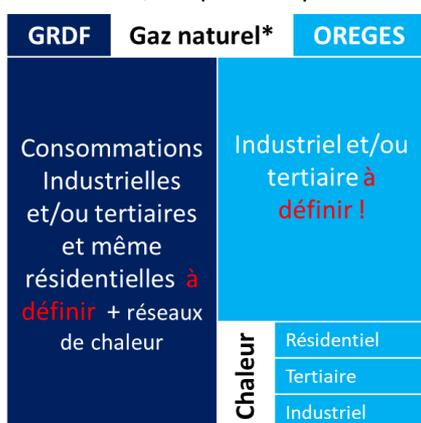 GRDF Gaz naturel* OREGES
Consommations
Industrielles
et/ou tertiaires
et même
résidentielles à
définir + réseaux
de chaleur
Industriel et/ou
tertiaire à
définir !
Chaleur
Résidentiel
Tertiaire
Industriel